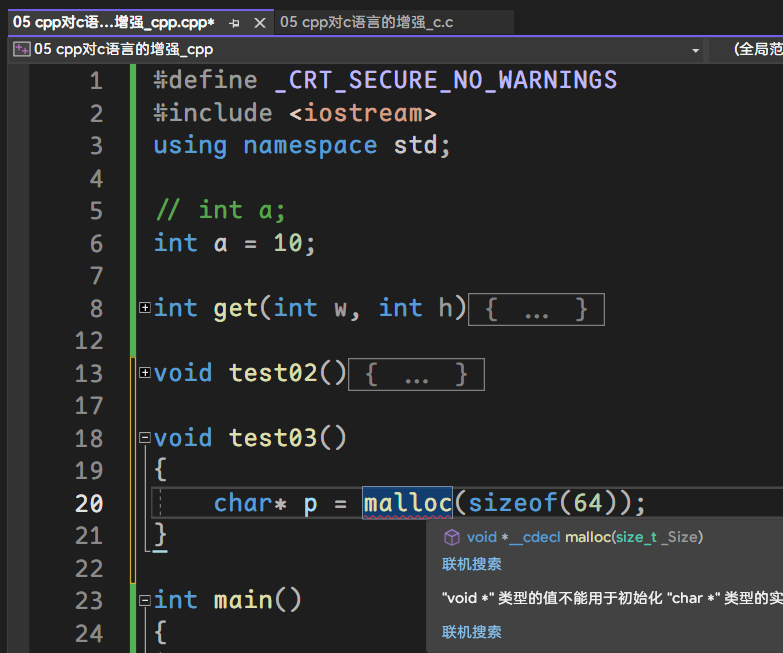 05 cpp对c语...增强_cpp.cpp* 05 cpp对c语言的增强_c.c
05 cpp对c语言的增强_cpp (全局范
1 #define _CRT_SECURE_NO_WARNINGS
2 #include <iostream>
3 using namespace std;
4
5 // int a;
6 int a = 10;
7
8 int get(int w, int h){ ... }
12
13 void test02(){ ... }
17
18 void test03()
19 {
20 char* p = malloc(sizeof(64));
21 }
void *__cdecl malloc(size_t _Size)
22
联机搜索
23 int main()
"void *" 类型的值不能用于初始化 "char *" 类型的实
24 {
联机搜索